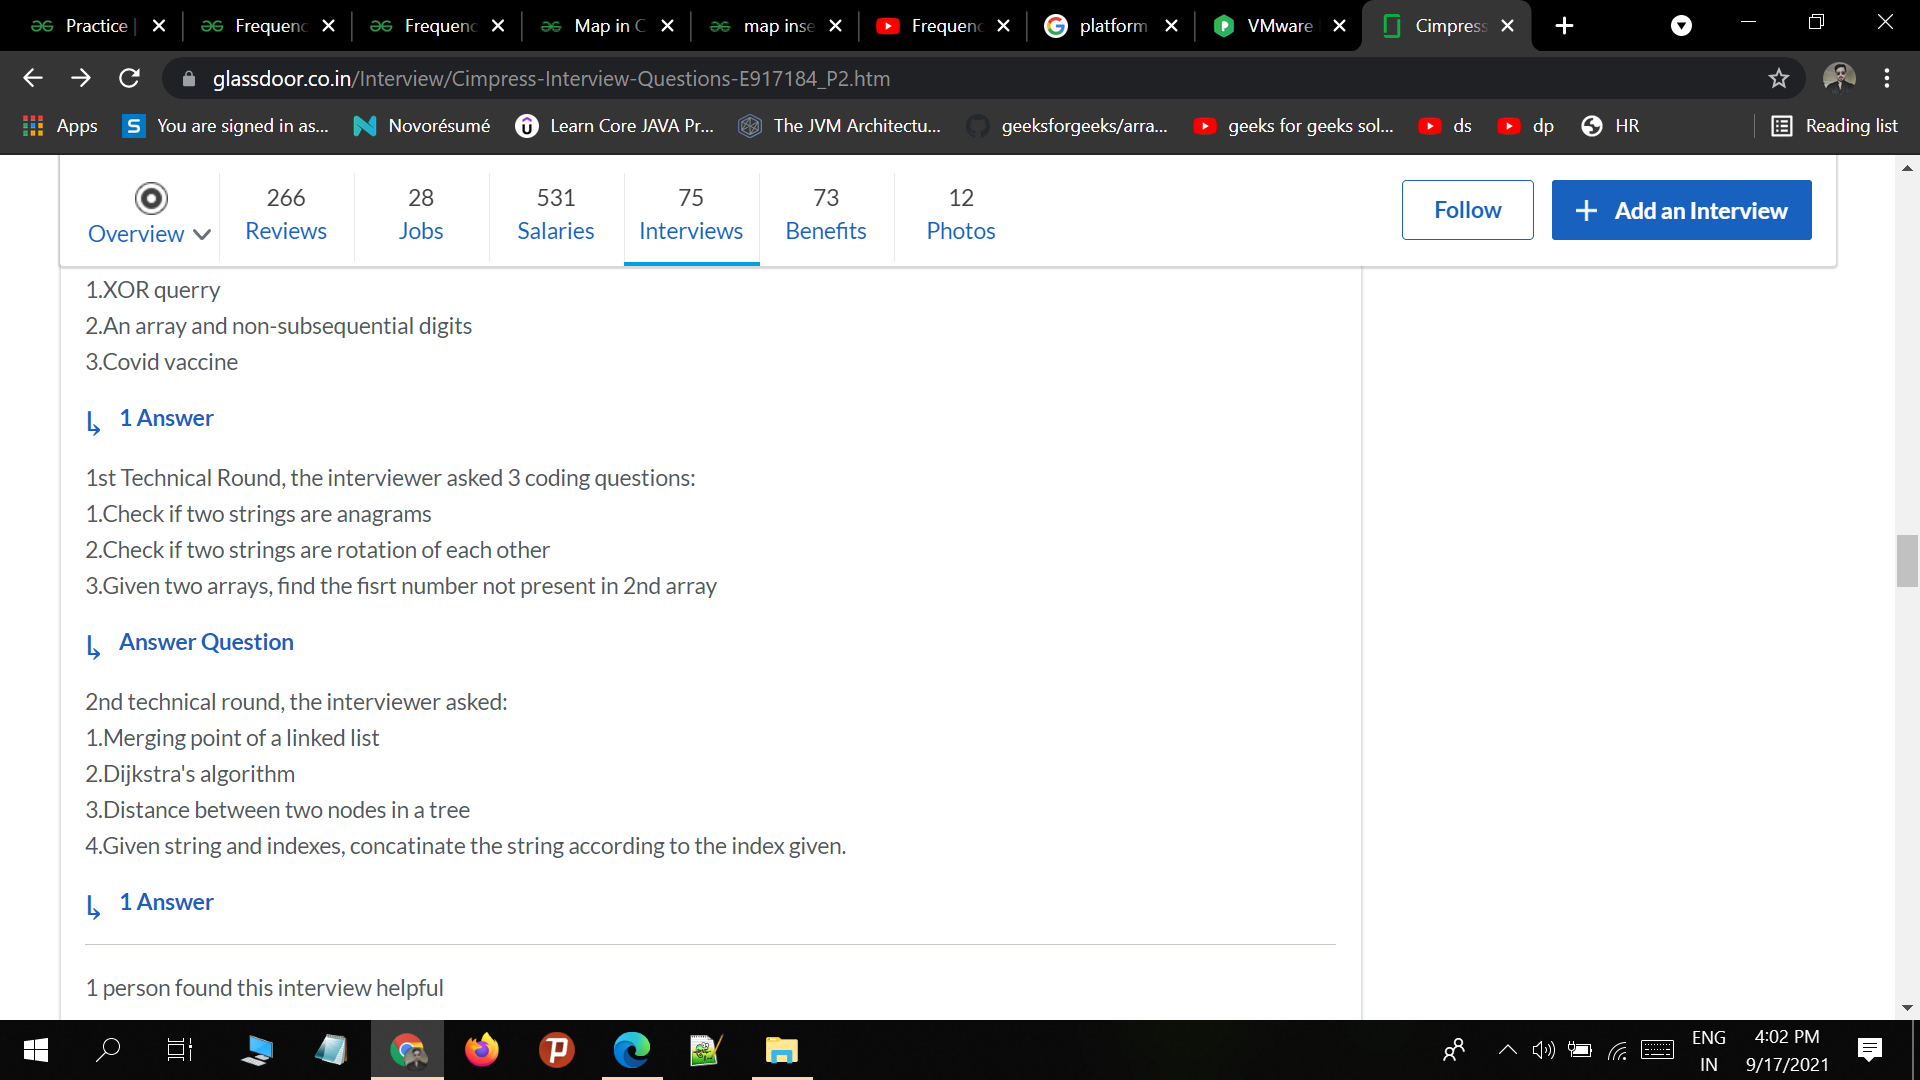 Practice
Frequenc
Frequenc
Map in C
map inse
Frequenc
platform
VMware
Cimpress
glassdoor.co.in/Interview/Cimpress-Interview-Questions-E917184_P2.htm
Apps
You are signed in as...
Novorésumé
Learn Core JAVA Pr...
The JVM Architectu...
geeksforgeeks/arra...
geeks for geeks sol...
ds
dp
HR
Reading list
Overview
266 Reviews
28 Jobs
531 Salaries
75 Interviews
73 Benefits
12 Photos
Follow
+ Add an Interview
1.XOR querry
2.An array and non-subsequential digits
3.Covid vaccine
1 Answer
1st Technical Round, the interviewer asked 3 coding questions:
1.Check if two strings are anagrams
2.Check if two strings are rotation of each other
3.Given two arrays, find the fisrt number not present in 2nd array
Answer Question
2nd technical round, the interviewer asked:
1.Merging point of a linked list
2.Dijkstra's algorithm
3.Distance between two nodes in a tree
4.Given string and indexes, concatinate the string according to the index given.
1 Answer
1 person found this interview helpful
ENG
IN
4:02 PM
9/17/2021